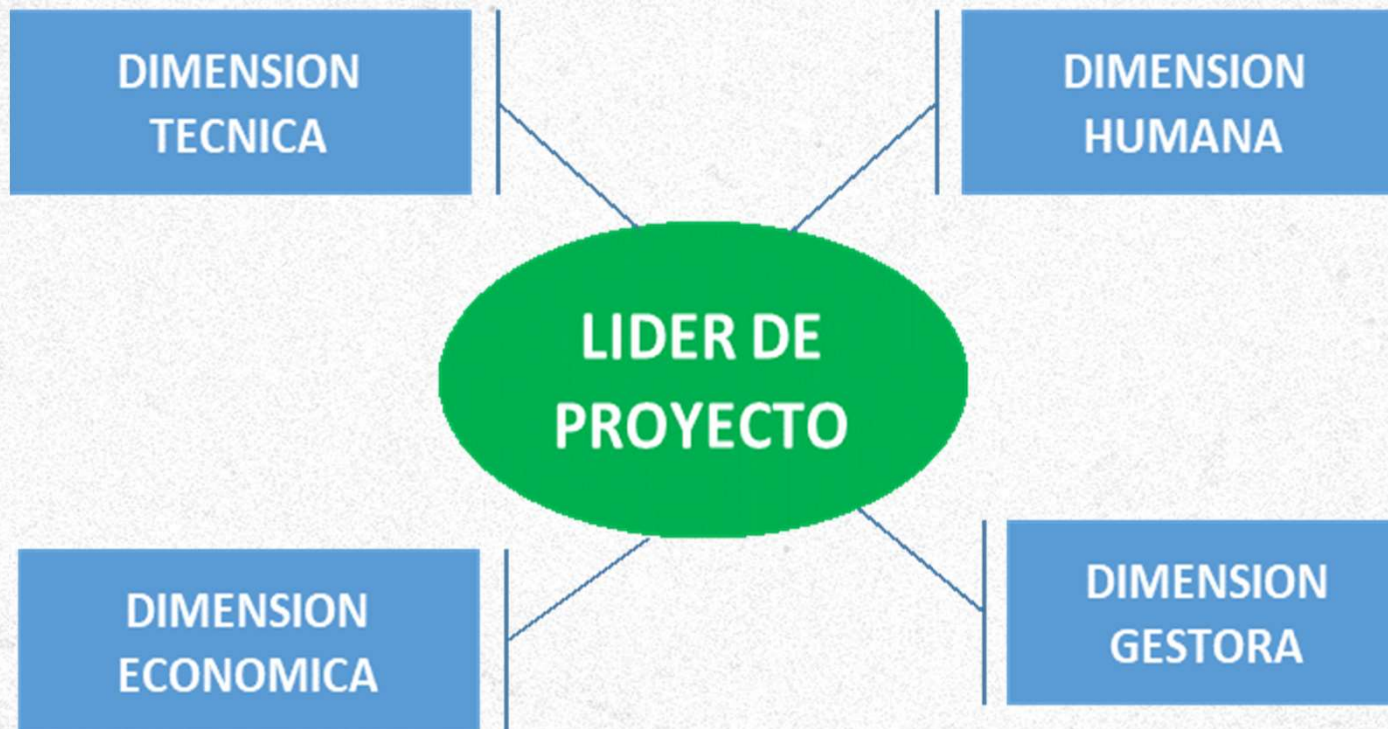 DIMENSION
TECNICA
DIMENSION
HUMANA
LIDER DE
PROYECTO
DIMENSION
ECONOMICA
DIMENSION
GESTORA